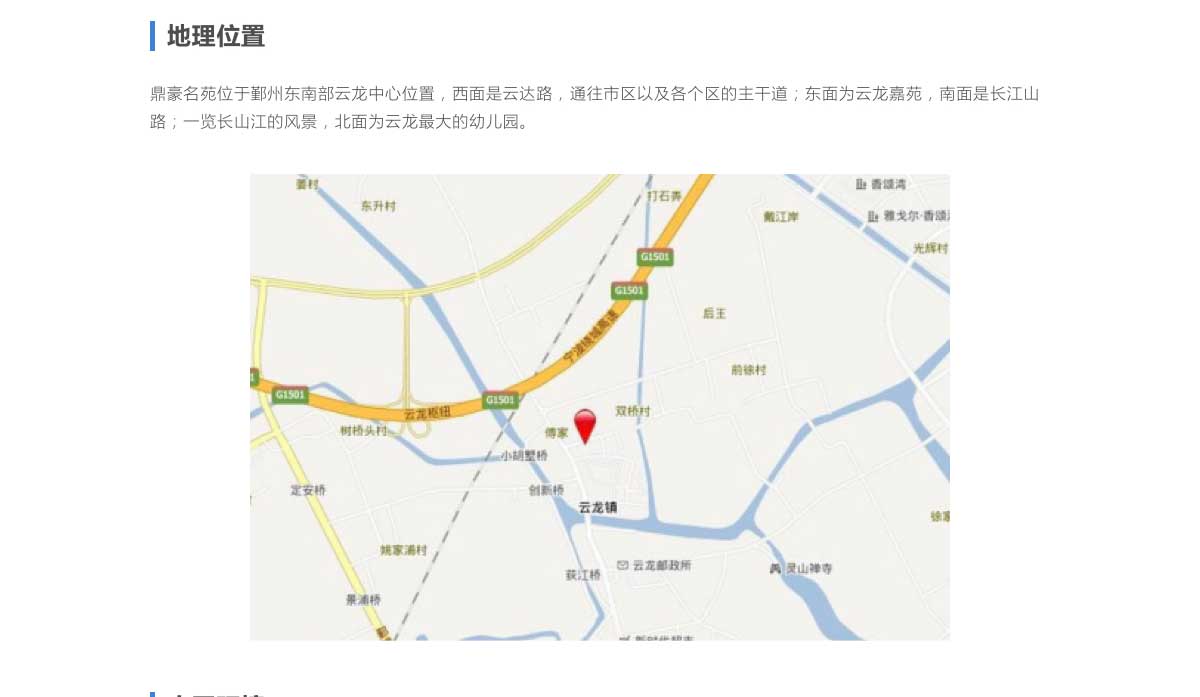 地理位置
鼎豪名苑位于鄞州东南部云龙中心位置，西面是云达路，通往市区以及各个区的主干道；东面为云龙嘉苑，南面是长江山
路；一览长山江的风景，北面为云龙最大的幼儿园。
姜村
东升村
打石弄
香颂湾
戴江岸
雅戈尔·香颂湾
光辉村
G1501
G1501
后王
宁波绕城高速
前徐村
G1501
G1501
云龙枢纽
双桥村
树桥头村
傅家
小胡墅桥
定安桥
创新桥
云龙镇
徐家
姚家浦村
云龙邮政所
荻江桥
灵山禅寺
景浦桥
新时代超市